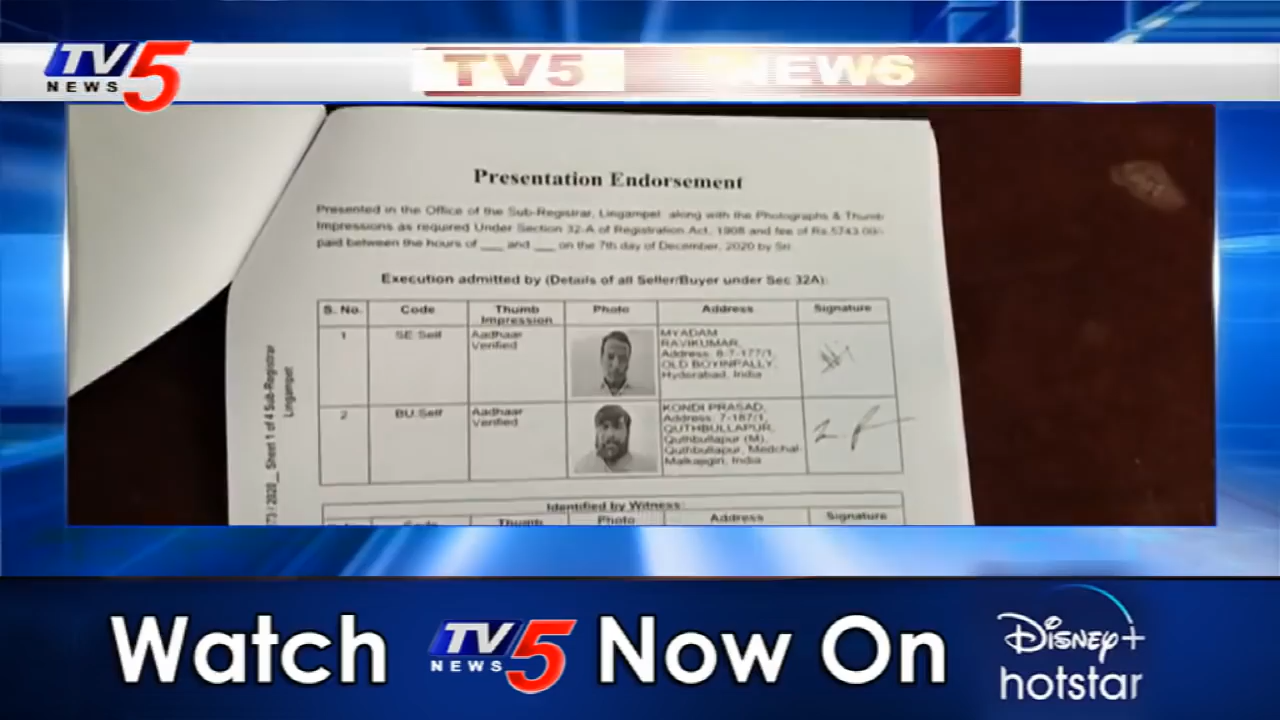 TV5 NEWS
TV5 NEWS
Presentation Endorsement
Presented in the Office of the Sub-Registrar, Lingampet along with the Photographs & Thumb
Impressions as required Under Section 32-A of Registration Act, 1908 and fee of Rs.5743.00/-
paid between the hours of ___ and ___ on the 7th day of December, 2020 by Sri
Execution admitted by (Details of all Seller/Buyer under Sec 32A):
S. No. Code Thumb Impression Photo Address Signature
1 SE Self Aadhaar Verified MYADAM
RAVIKUMAR,
Address: 8-7-177/1,
OLD BOYINPALLY,
Hyderabad, India
2 BU Self Aadhaar Verified KONDI PRASAD,
Address: 7-187/1,
QUTHBULLAPUR,
Quthbullapur (M),
Quthbullapur, Medchal-
Malkajigiri, India
Identified by Witness:
Code Thumb Photo Address Signature
73 / 2020 Sheet 1 of 4 Sub-Registrar
Lingampet
Watch TV5 NEWS Now On Disney+ hotstar